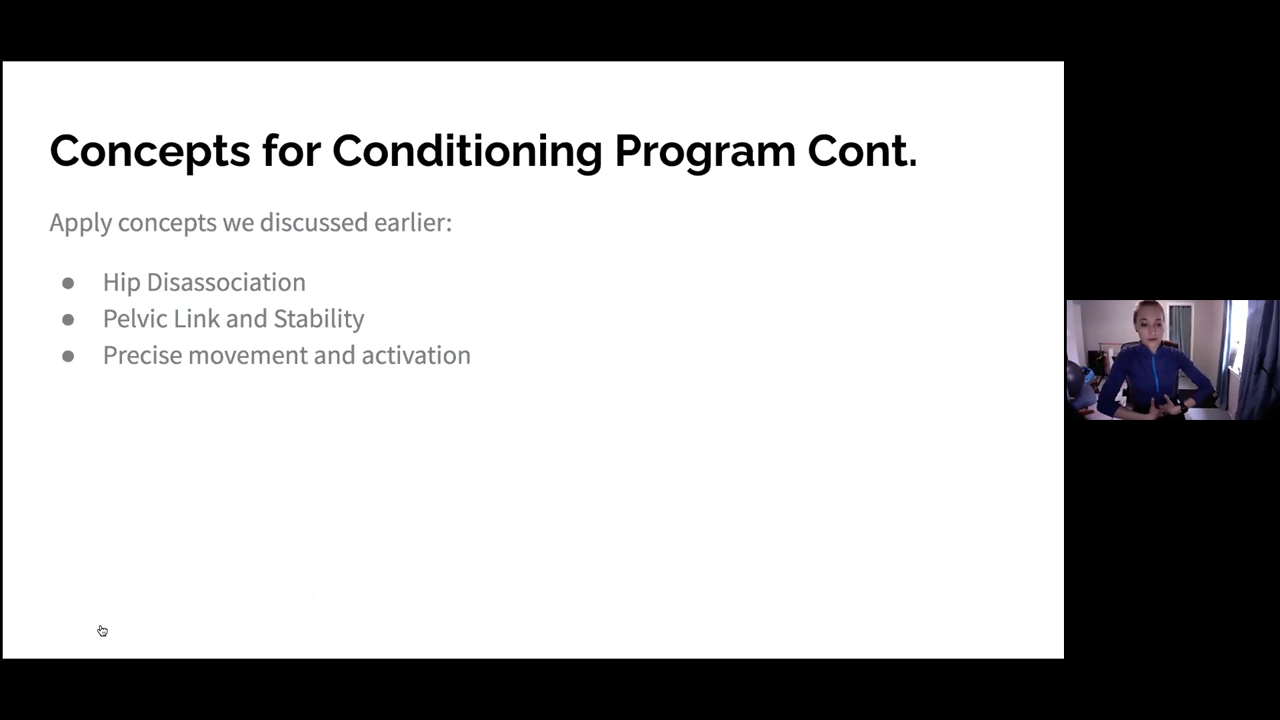 Concepts for Conditioning Program Cont.
Apply concepts we discussed earlier:
● Hip Disassociation
● Pelvic Link and Stability
● Precise movement and activation